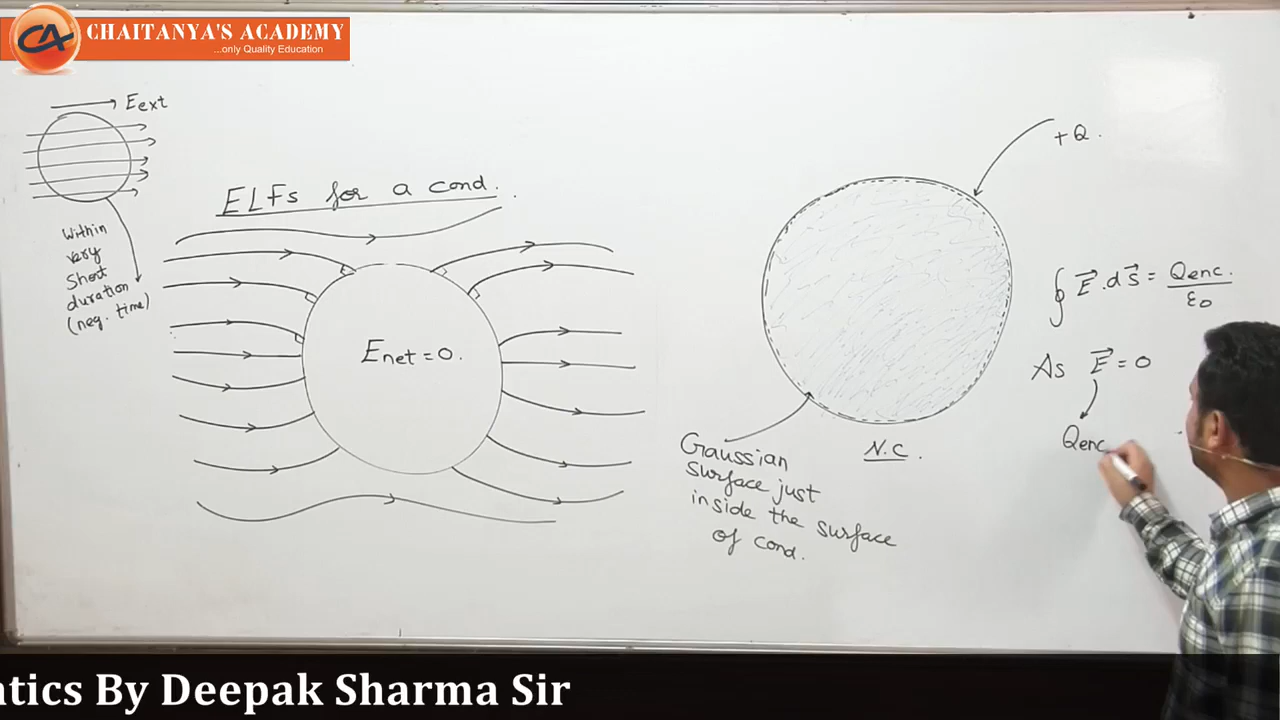 CA
CHAITANYA'S ACADEMY
...only Quality Education
Eext
Within
very
Short
duration
(neg. time)
ELFs for a cond.
Enet = 0.
+Q.
∮ E⃗.dS⃗ = Qenc.
ε0
As E⃗ = 0
Qenc
N.C.
Gaussian
surface just
inside the surface
of cond.
atics By Deepak Sharma Sir